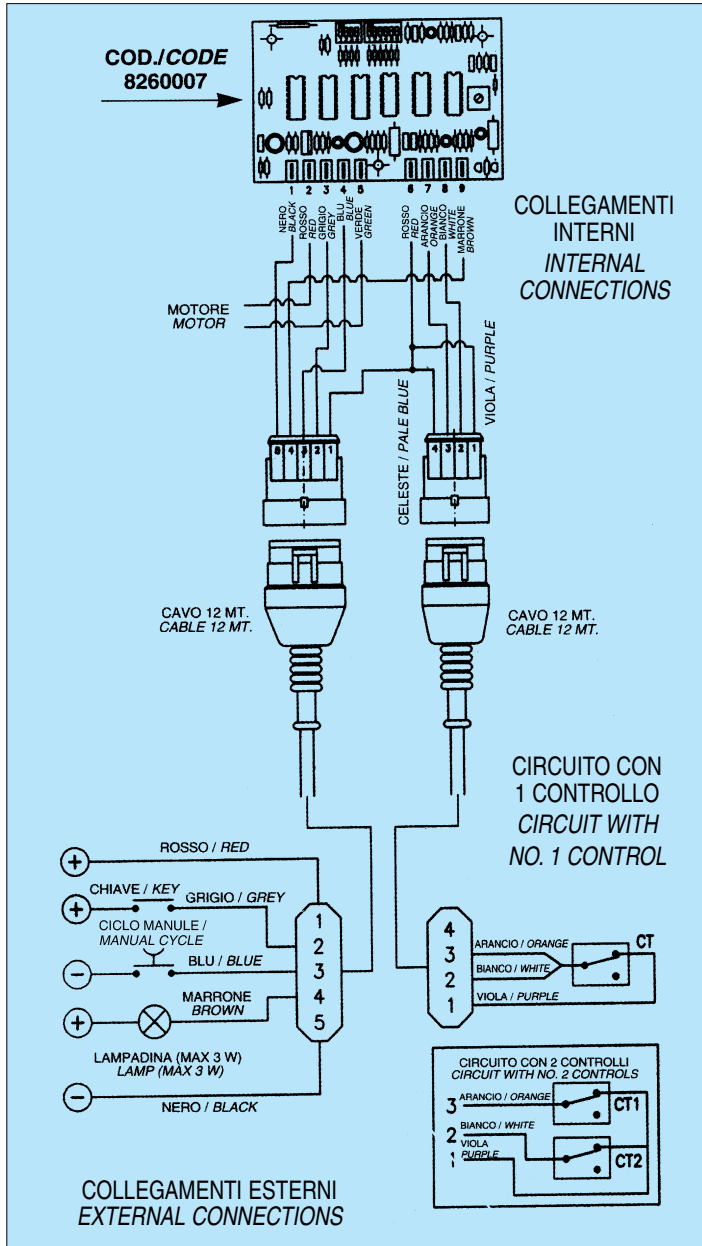 COD./CODE
8260007
1 2 3 4 5 6 7 8 9
NERO
BLACK
ROSSO
RED
GRIGIO
GREY
BLU
BLUE
VERDE
GREEN
ROSSO
RED
ARANCIO
ORANGE
BIANCO
WHITE
MARRONE
BROWN
COLLEGAMENTI
INTERNI
INTERNAL
CONNECTIONS
MOTORE
MOTOR
CELESTE / PALE BLUE
VIOLA / PURPLE
5 4 3 2 1
4 3 2 1
CAVO 12 MT.
CABLE 12 MT.
CAVO 12 MT.
CABLE 12 MT.
CIRCUITO CON
1 CONTROLLO
CIRCUIT WITH
NO. 1 CONTROL
ROSSO / RED
+
CHIAVE / KEY
GRIGIO / GREY
+
CICLO MANULE /
MANUAL CYCLE
BLU / BLUE
−
MARRONE
BROWN
+
LAMPADINA (MAX 3 W)
LAMP (MAX 3 W)
−
NERO / BLACK
1
2
3
4
5
4
3
2
1
ARANCIO / ORANGE
BIANCO / WHITE
VIOLA / PURPLE
CT
CIRCUITO CON 2 CONTROLLI
CIRCUIT WITH NO. 2 CONTROLS
3 ARANCIO / ORANGE
CT1
BIANCO / WHITE
2
VIOLA
PURPLE
1
CT2
COLLEGAMENTI ESTERNI
EXTERNAL CONNECTIONS